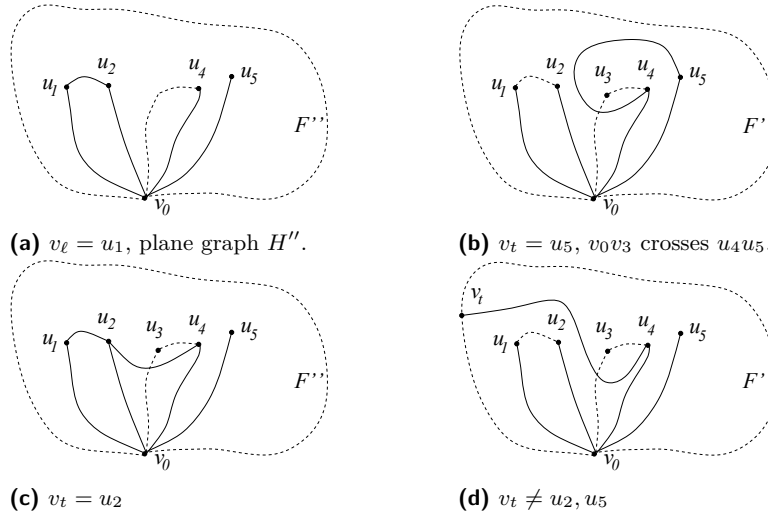 u1 u2 u4 u5
F''
v0
(a) vℓ = u1, plane graph H''.
u1 u2 u3 u4 u5
F'
v0
(b) vt = u5, v0v3 crosses u4u5.
u1 u2 u3 u4 u5
F''
v0
(c) vt = u2
vt
u1 u2 u3 u4 u5
F'
v0
(d) vt ≠ u2, u5